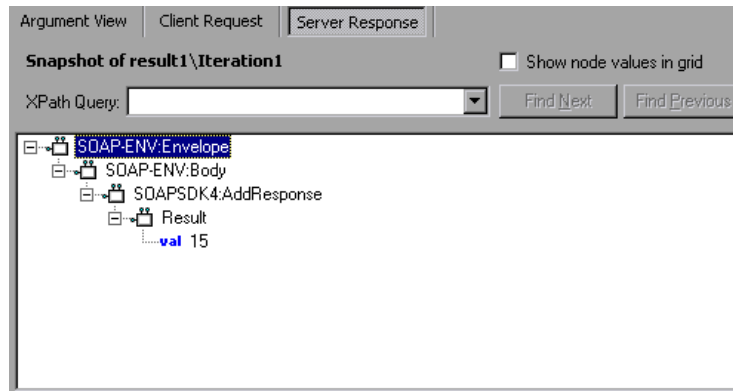 Argument View Client Request Server Response
Snapshot of result1\Iteration1 Show node values in grid
XPath Query: Find Next Find Previous
SOAP-ENV:Envelope
SOAP-ENV:Body
SOAPSDK4:AddResponse
Result
val 15